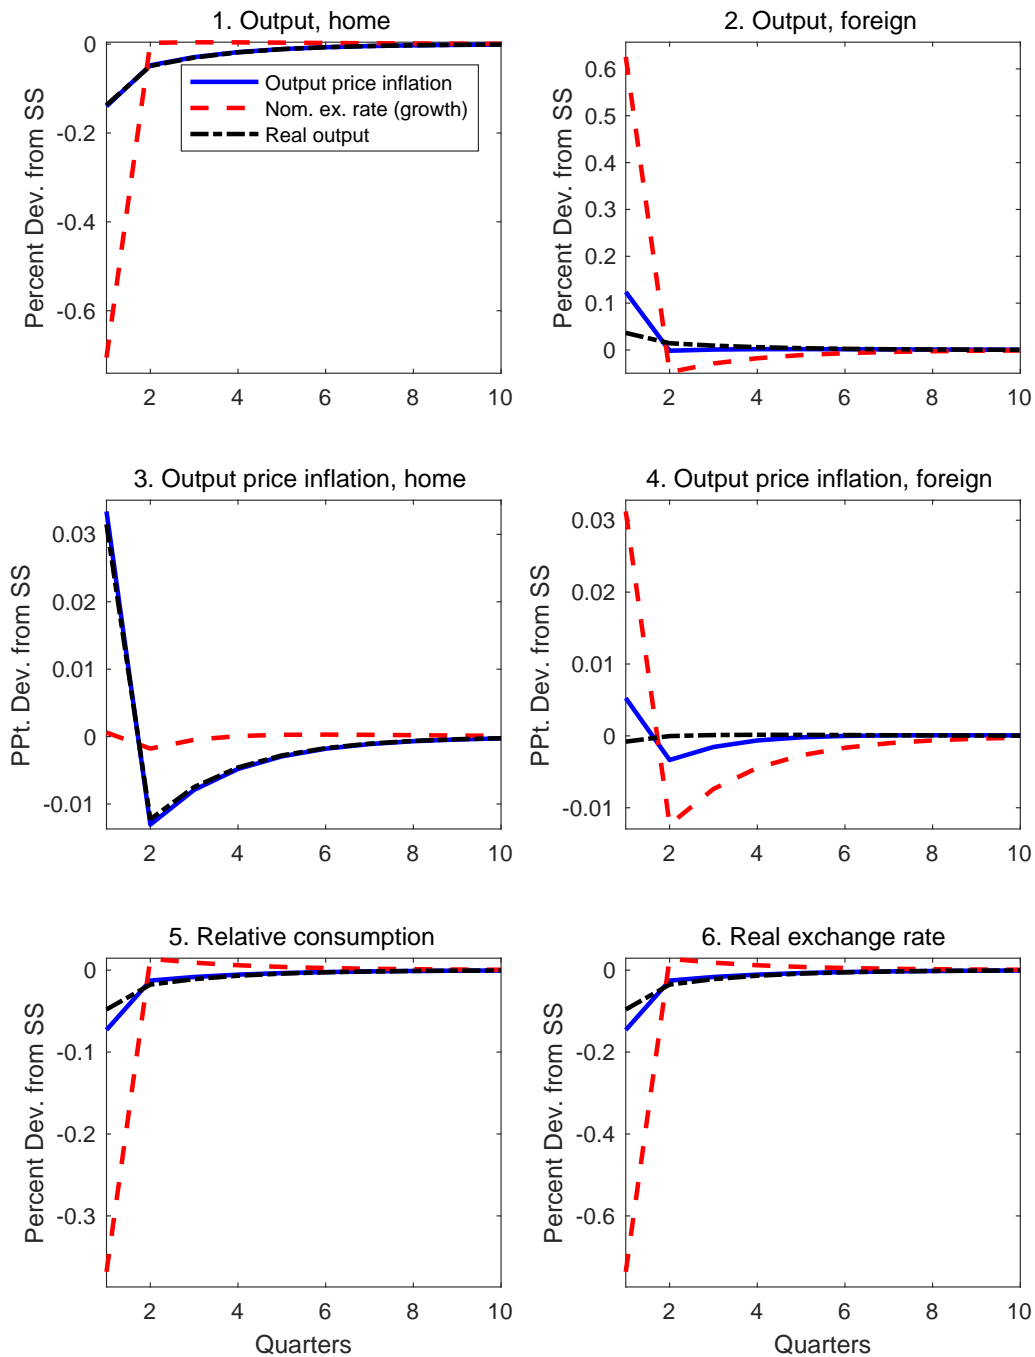 1. Output, home
Percent Dev. from SS
0
-0.2
-0.4
-0.6
2 4 6 8 10
Output price inflation
Nom. ex. rate (growth)
Real output
2. Output, foreign
Percent Dev. from SS
0.6
0.5
0.4
0.3
0.2
0.1
0
2 4 6 8 10
3. Output price inflation, home
PPt. Dev. from SS
0.03
0.02
0.01
0
-0.01
2 4 6 8 10
4. Output price inflation, foreign
PPt. Dev. from SS
0.03
0.02
0.01
0
-0.01
2 4 6 8 10
5. Relative consumption
Percent Dev. from SS
0
-0.1
-0.2
-0.3
2 4 6 8 10
Quarters
6. Real exchange rate
Percent Dev. from SS
0
-0.2
-0.4
-0.6
2 4 6 8 10
Quarters